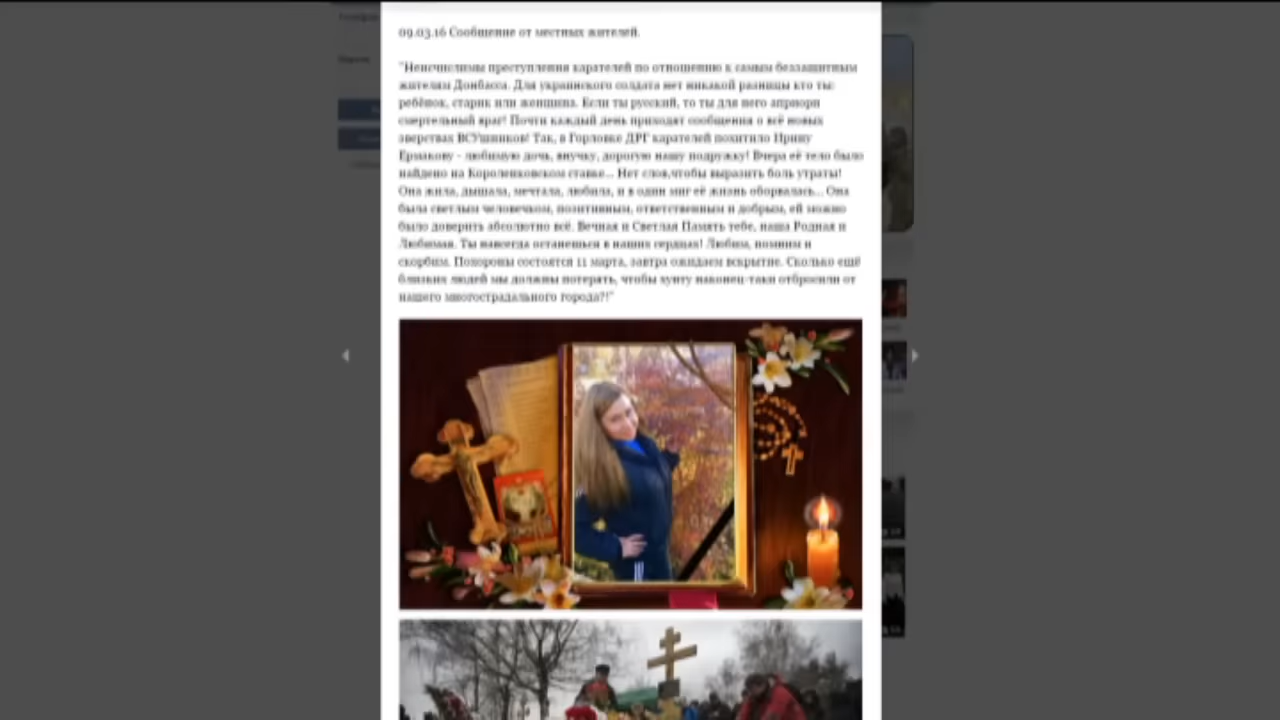 09.03.16 Сообщение от местных жителей.
"Неисчислимы преступления карателей по отношению к самым беззащитным
жителям Донбасса. Для украинского солдата нет никакой разницы кто ты:
ребёнок, старик или женщина. Если ты русский, то ты для него априори
смертельный враг! Почти каждый день приходят сообщения о всё новых
зверствах ВСУшников! Так, в Горловке ДРГ карателей похитило Ирину
Ермакову - любимую дочь, внучку, дорогую нашу подружку! Вчера её тело было
найдено на Короленковском ставке... Нет слов,чтобы выразить боль утраты!
Она жила, дышала, мечтала, любила, и в один миг её жизнь оборвалась... Она
была светлым человечком, позитивным, ответственным и добрым, ей можно
было доверить абсолютно всё. Вечная и Светлая Память тебе, наша Родная и
Любимая. Ты навсегда останешься в наших сердцах! Любим, помним и
скорбим. Похороны состоятся 11 марта, завтра ожидаем вскрытие. Сколько ещё
близких людей мы должны потерять, чтобы хунту наконец-таки отбросили от
нашего многострадального города?!"